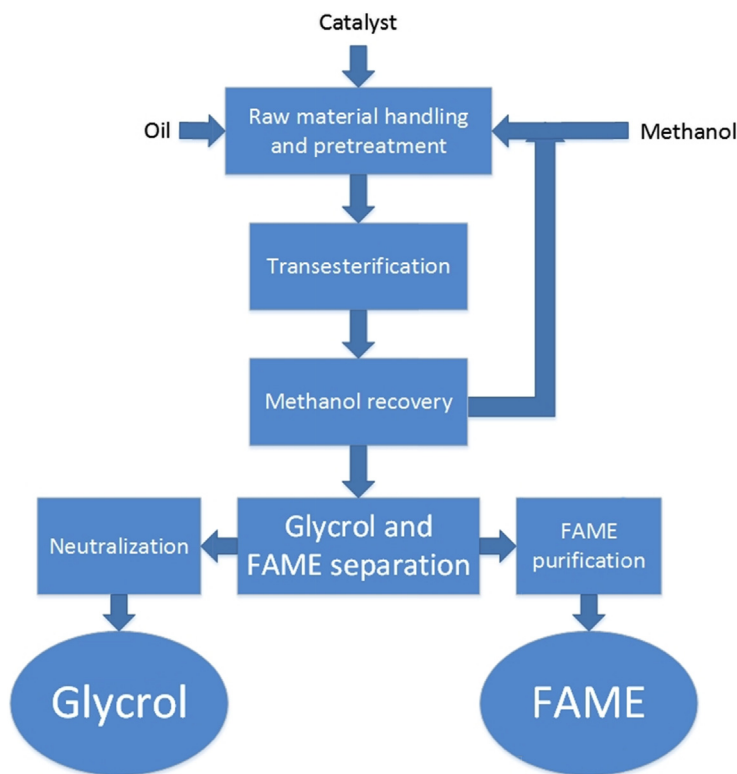 Catalyst
Oil
Raw material handling
and pretreatment
Methanol
Transesterification
Methanol recovery
Neutralization
Glycrol and
FAME separation
FAME
purification
Glycrol
FAME